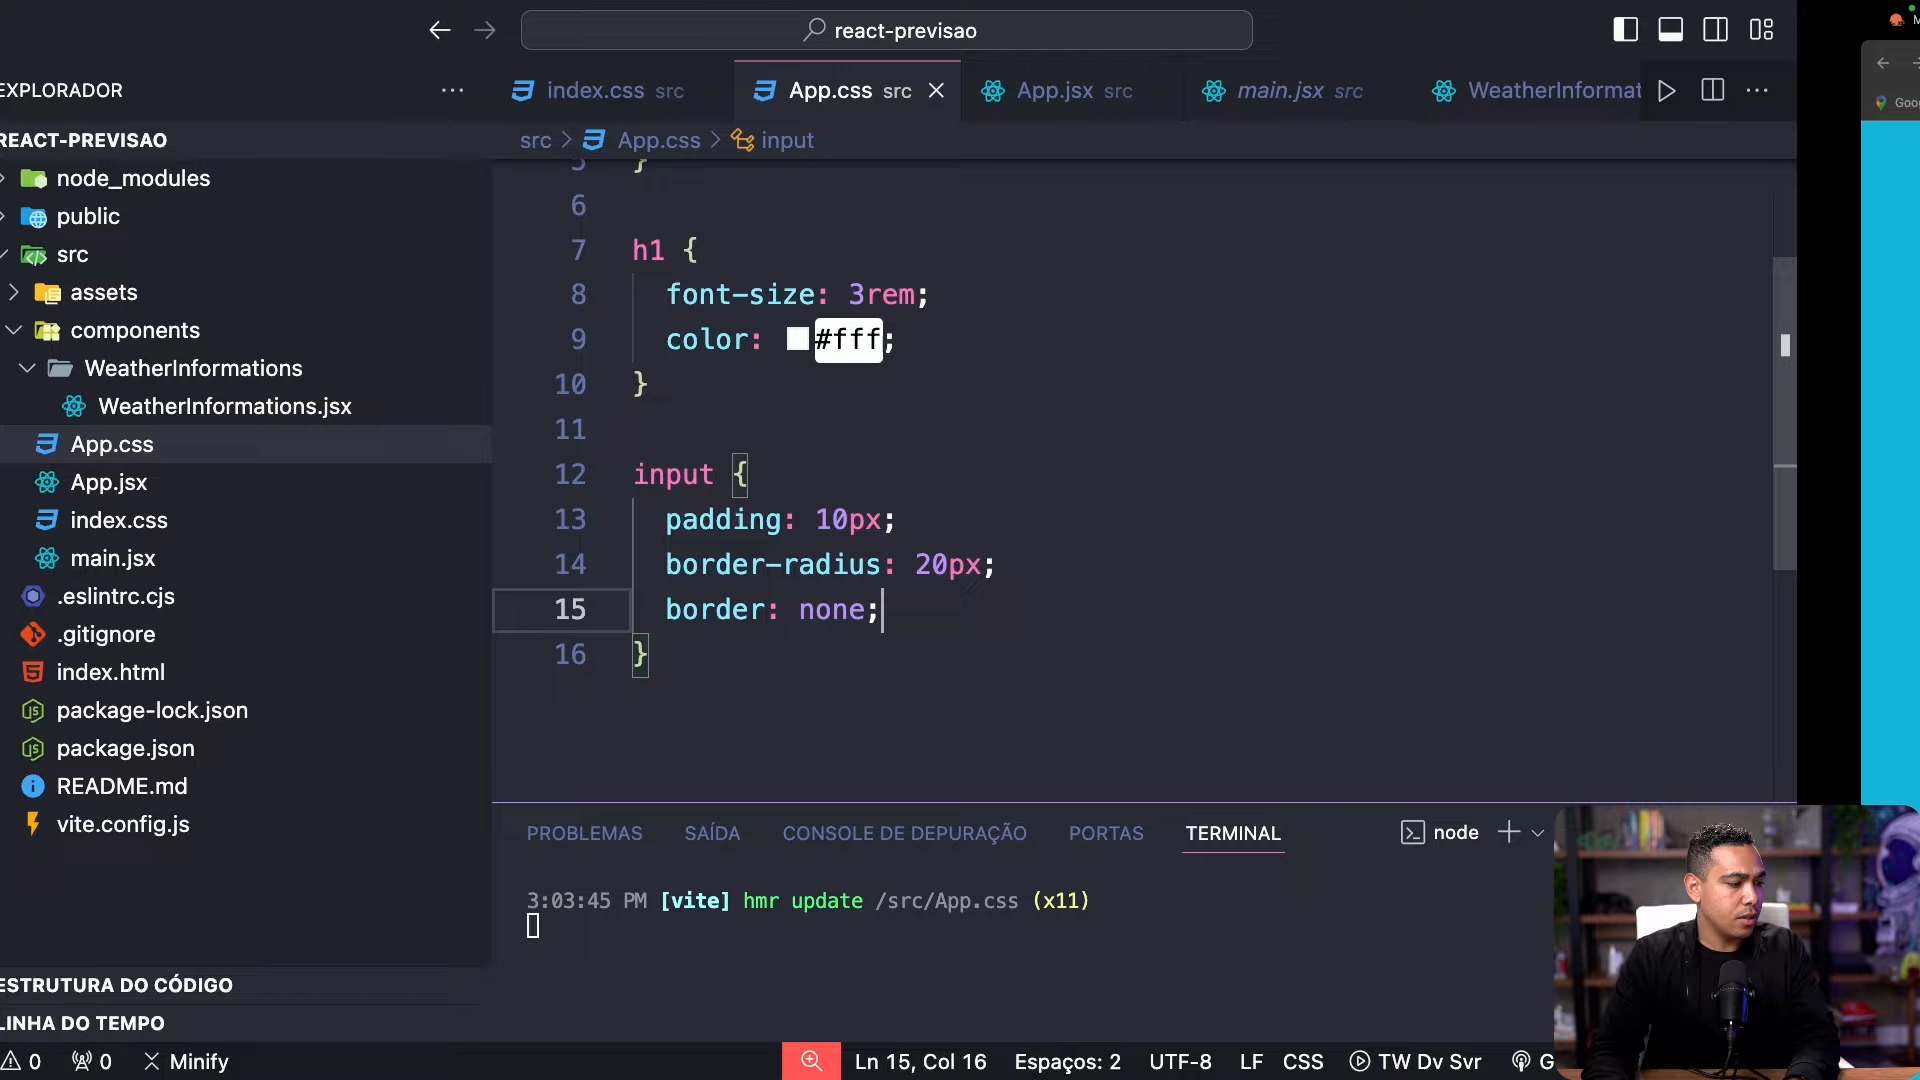 react-previsao
EXPLORADOR
index.css src
App.css src
App.jsx src
main.jsx src
WeatherInformat
REACT-PREVISAO
src > App.css > input
node_modules
public
src
assets
components
WeatherInformations
WeatherInformations.jsx
App.css
App.jsx
index.css
main.jsx
.eslintrc.cjs
.gitignore
index.html
package-lock.json
package.json
README.md
vite.config.js
5 }
6
7 h1 {
8 font-size: 3rem;
9 color: #fff;
10 }
11
12 input {
13 padding: 10px;
14 border-radius: 20px;
15 border: none;
16 }
PROBLEMAS
SAÍDA
CONSOLE DE DEPURAÇÃO
PORTAS
TERMINAL
node
3:03:45 PM [vite] hmr update /src/App.css (x11)
ESTRUTURA DO CÓDIGO
LINHA DO TEMPO
0 0 Minify
Ln 15, Col 16 Espaços: 2 UTF-8 LF CSS TW Dv Svr G
Goo